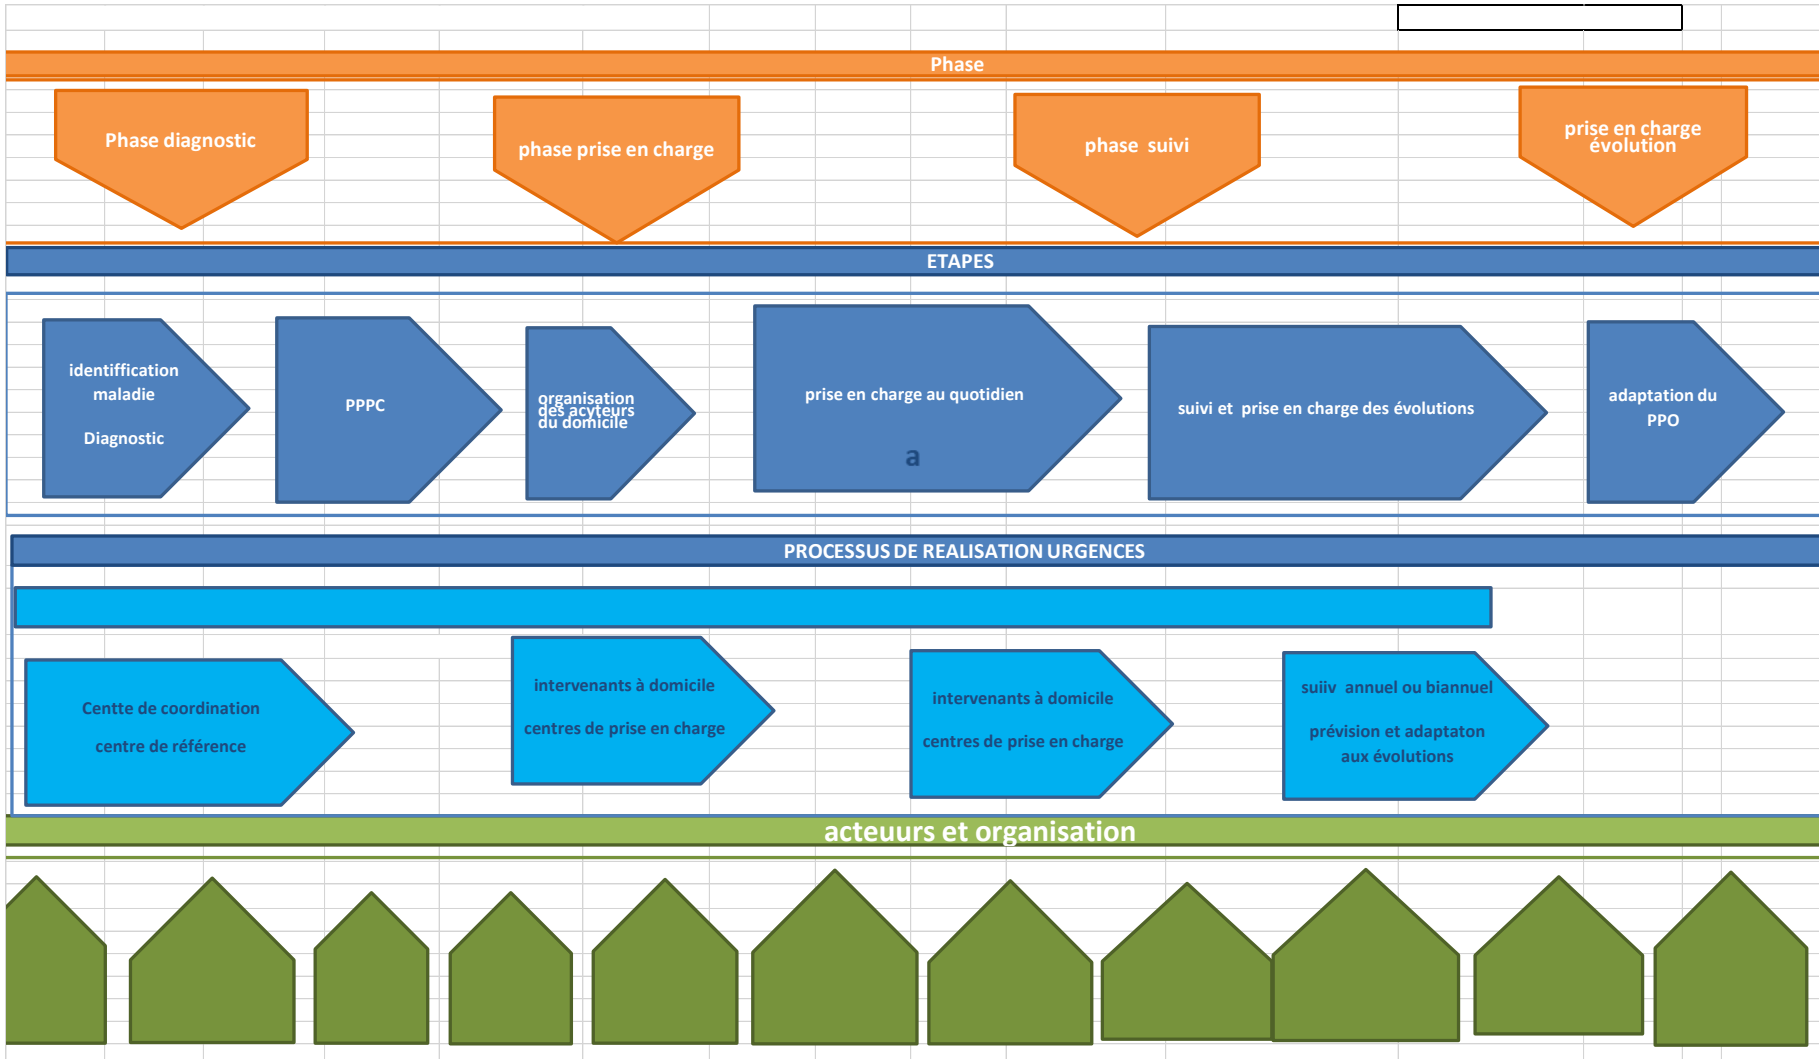 Phase
Phase diagnostic
phase prise en charge
phase suivi
prise en charge
évolution
ETAPES
identiffication
maladie
Diagnostic
PPPC
organisation
des acyteurs
du domicile
prise en charge au quotidien
a
suivi et prise en charge des évolutions
adaptation du
PPO
PROCESSUS DE REALISATION URGENCES
Centte de coordination
centre de référence
intervenants à domicile
centres de prise en charge
intervenants à domicile
centres de prise en charge
suiiv annuel ou biannuel
prévision et adaptaton
aux évolutions
acteuurs et organisation